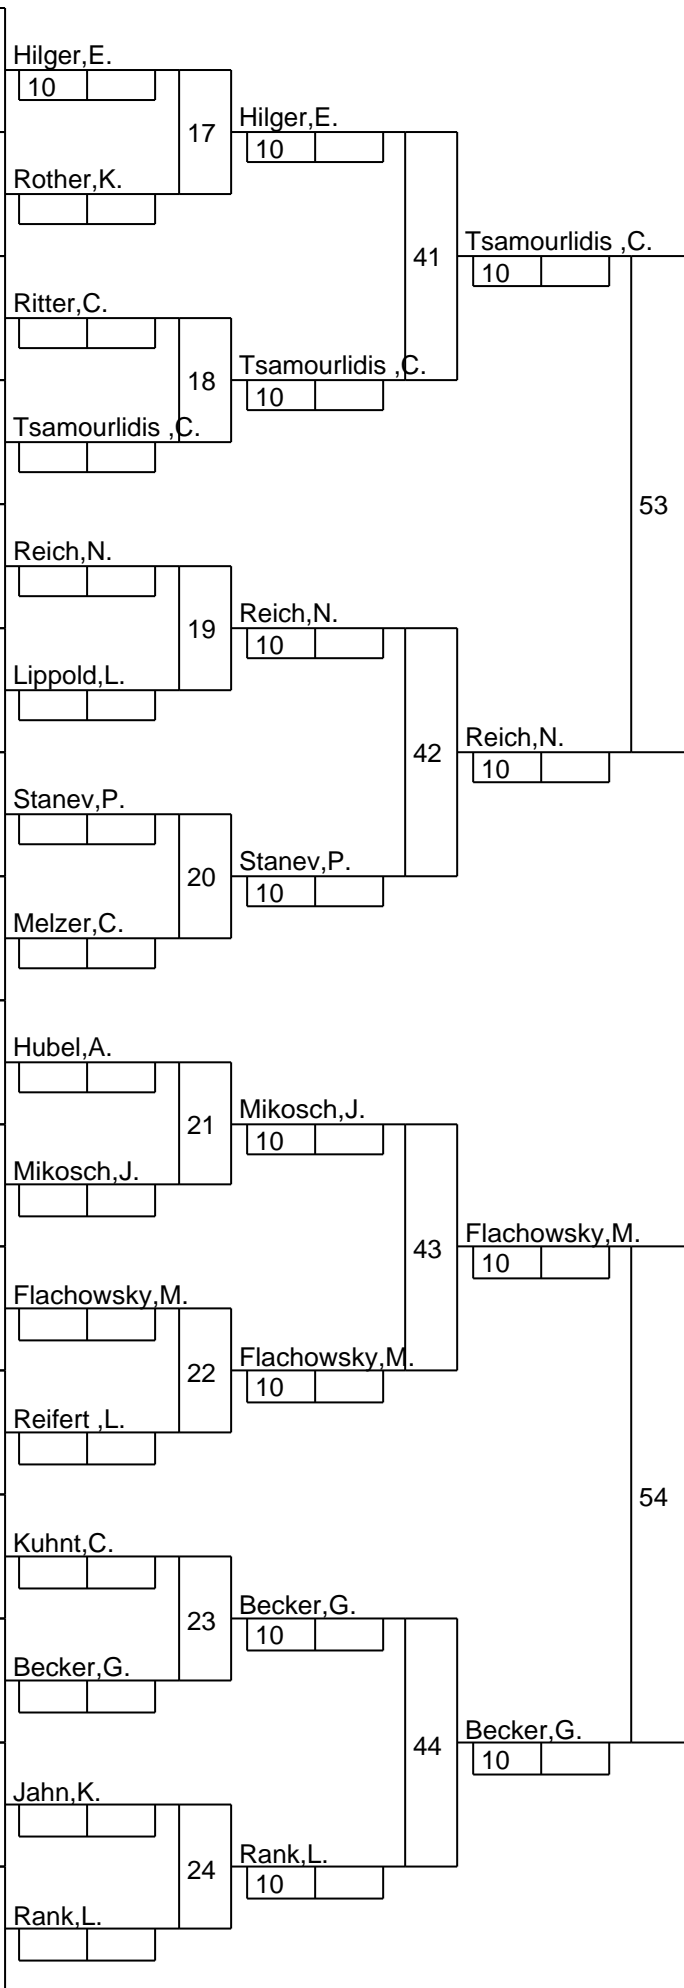 Hilger,E.
10
17
Hilger,E.
10
Rother,K.
41
Tsamourlidis ,C.
10
Ritter,C.
18
Tsamourlidis ,C.
10
Tsamourlidis ,C.
53
Reich,N.
19
Reich,N.
10
Lippold,L.
42
Reich,N.
10
Stanev,P.
20
Stanev,P.
10
Melzer,C.
Hubel,A.
21
Mikosch,J.
10
Mikosch,J.
43
Flachowsky,M.
10
Flachowsky,M.
22
Flachowsky,M.
10
Reifert ,L.
54
Kuhnt,C.
23
Becker,G.
10
Becker,G.
44
Becker,G.
10
Jahn,K.
24
Rank,L.
10
Rank,L.